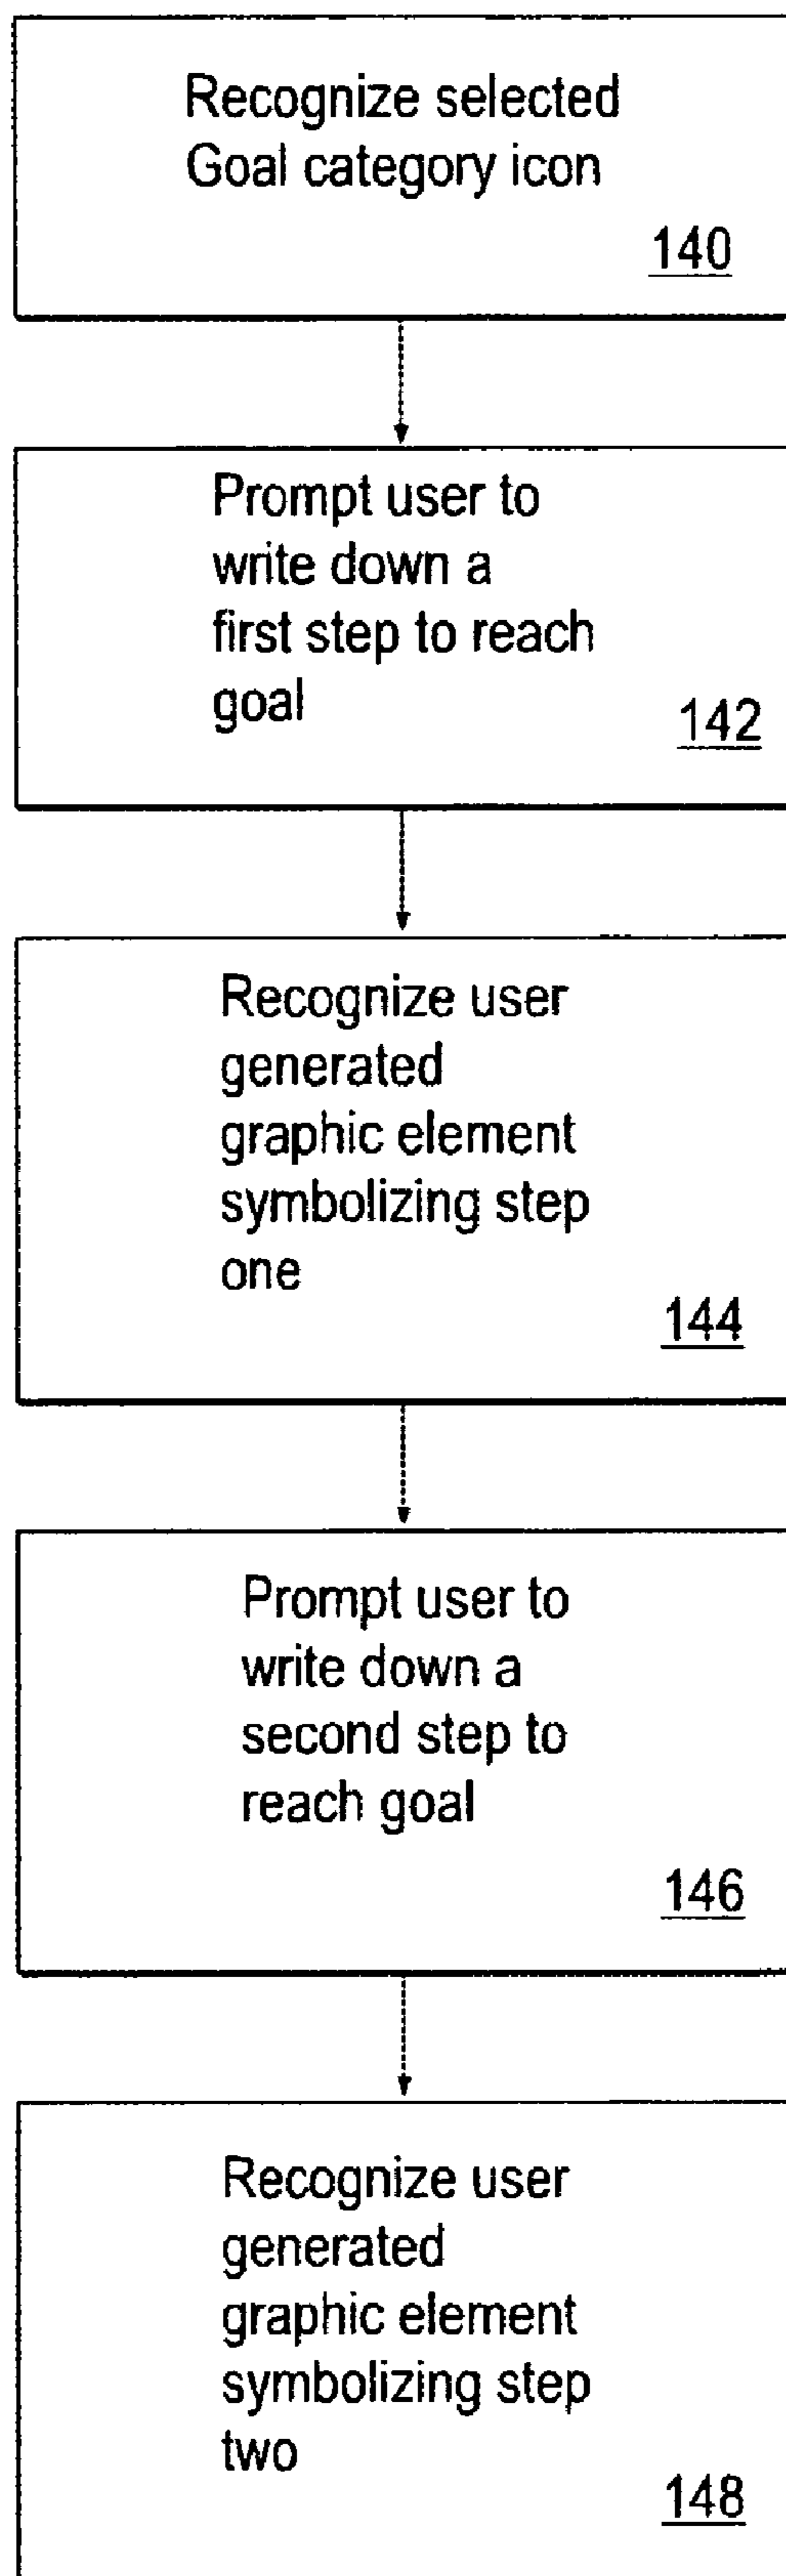 Recognize selected
Goal category icon
140
Prompt user to
write down a
first step to reach
goal
142
Recognize user
generated
graphic element
symbolizing step
one
144
Prompt user to
write down a
second step to
reach goal
146
Recognize user
generated
graphic element
symbolizing step
two
148